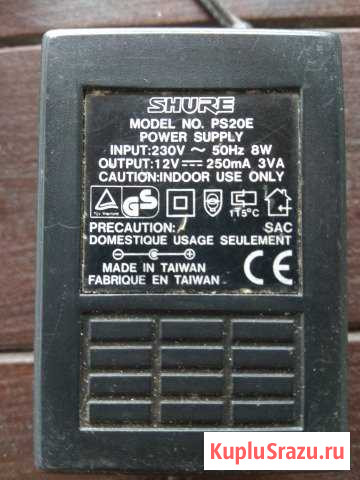 SHURE
MODEL NO. PS20E
POWER SUPPLY
INPUT:230V ~ 50Hz 8W
OUTPUT:12V⎓250mA 3VA
CAUTION:INDOOR USE ONLY
GS
PRECAUTION: SAC
DOMESTIQUE USAGE SEULEMENT
MADE IN TAIWAN
FABRIQUE EN TAIWAN
CE
KupluSrazu.ru